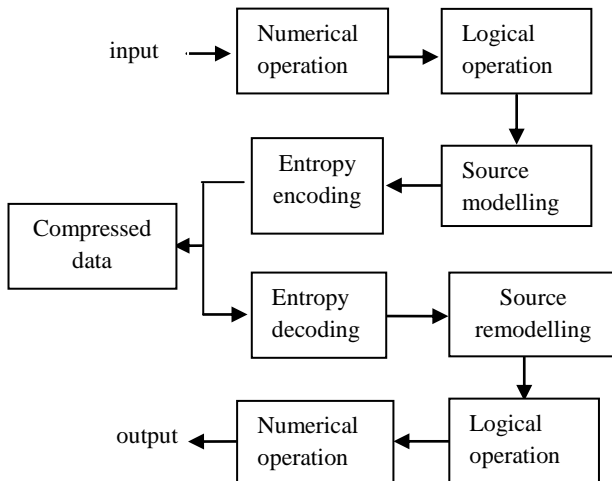 input
Numerical
operation
Logical
operation
Entropy
encoding
Source
modelling
Compressed
data
Entropy
decoding
Source
remodelling
output
Numerical
operation
Logical
operation